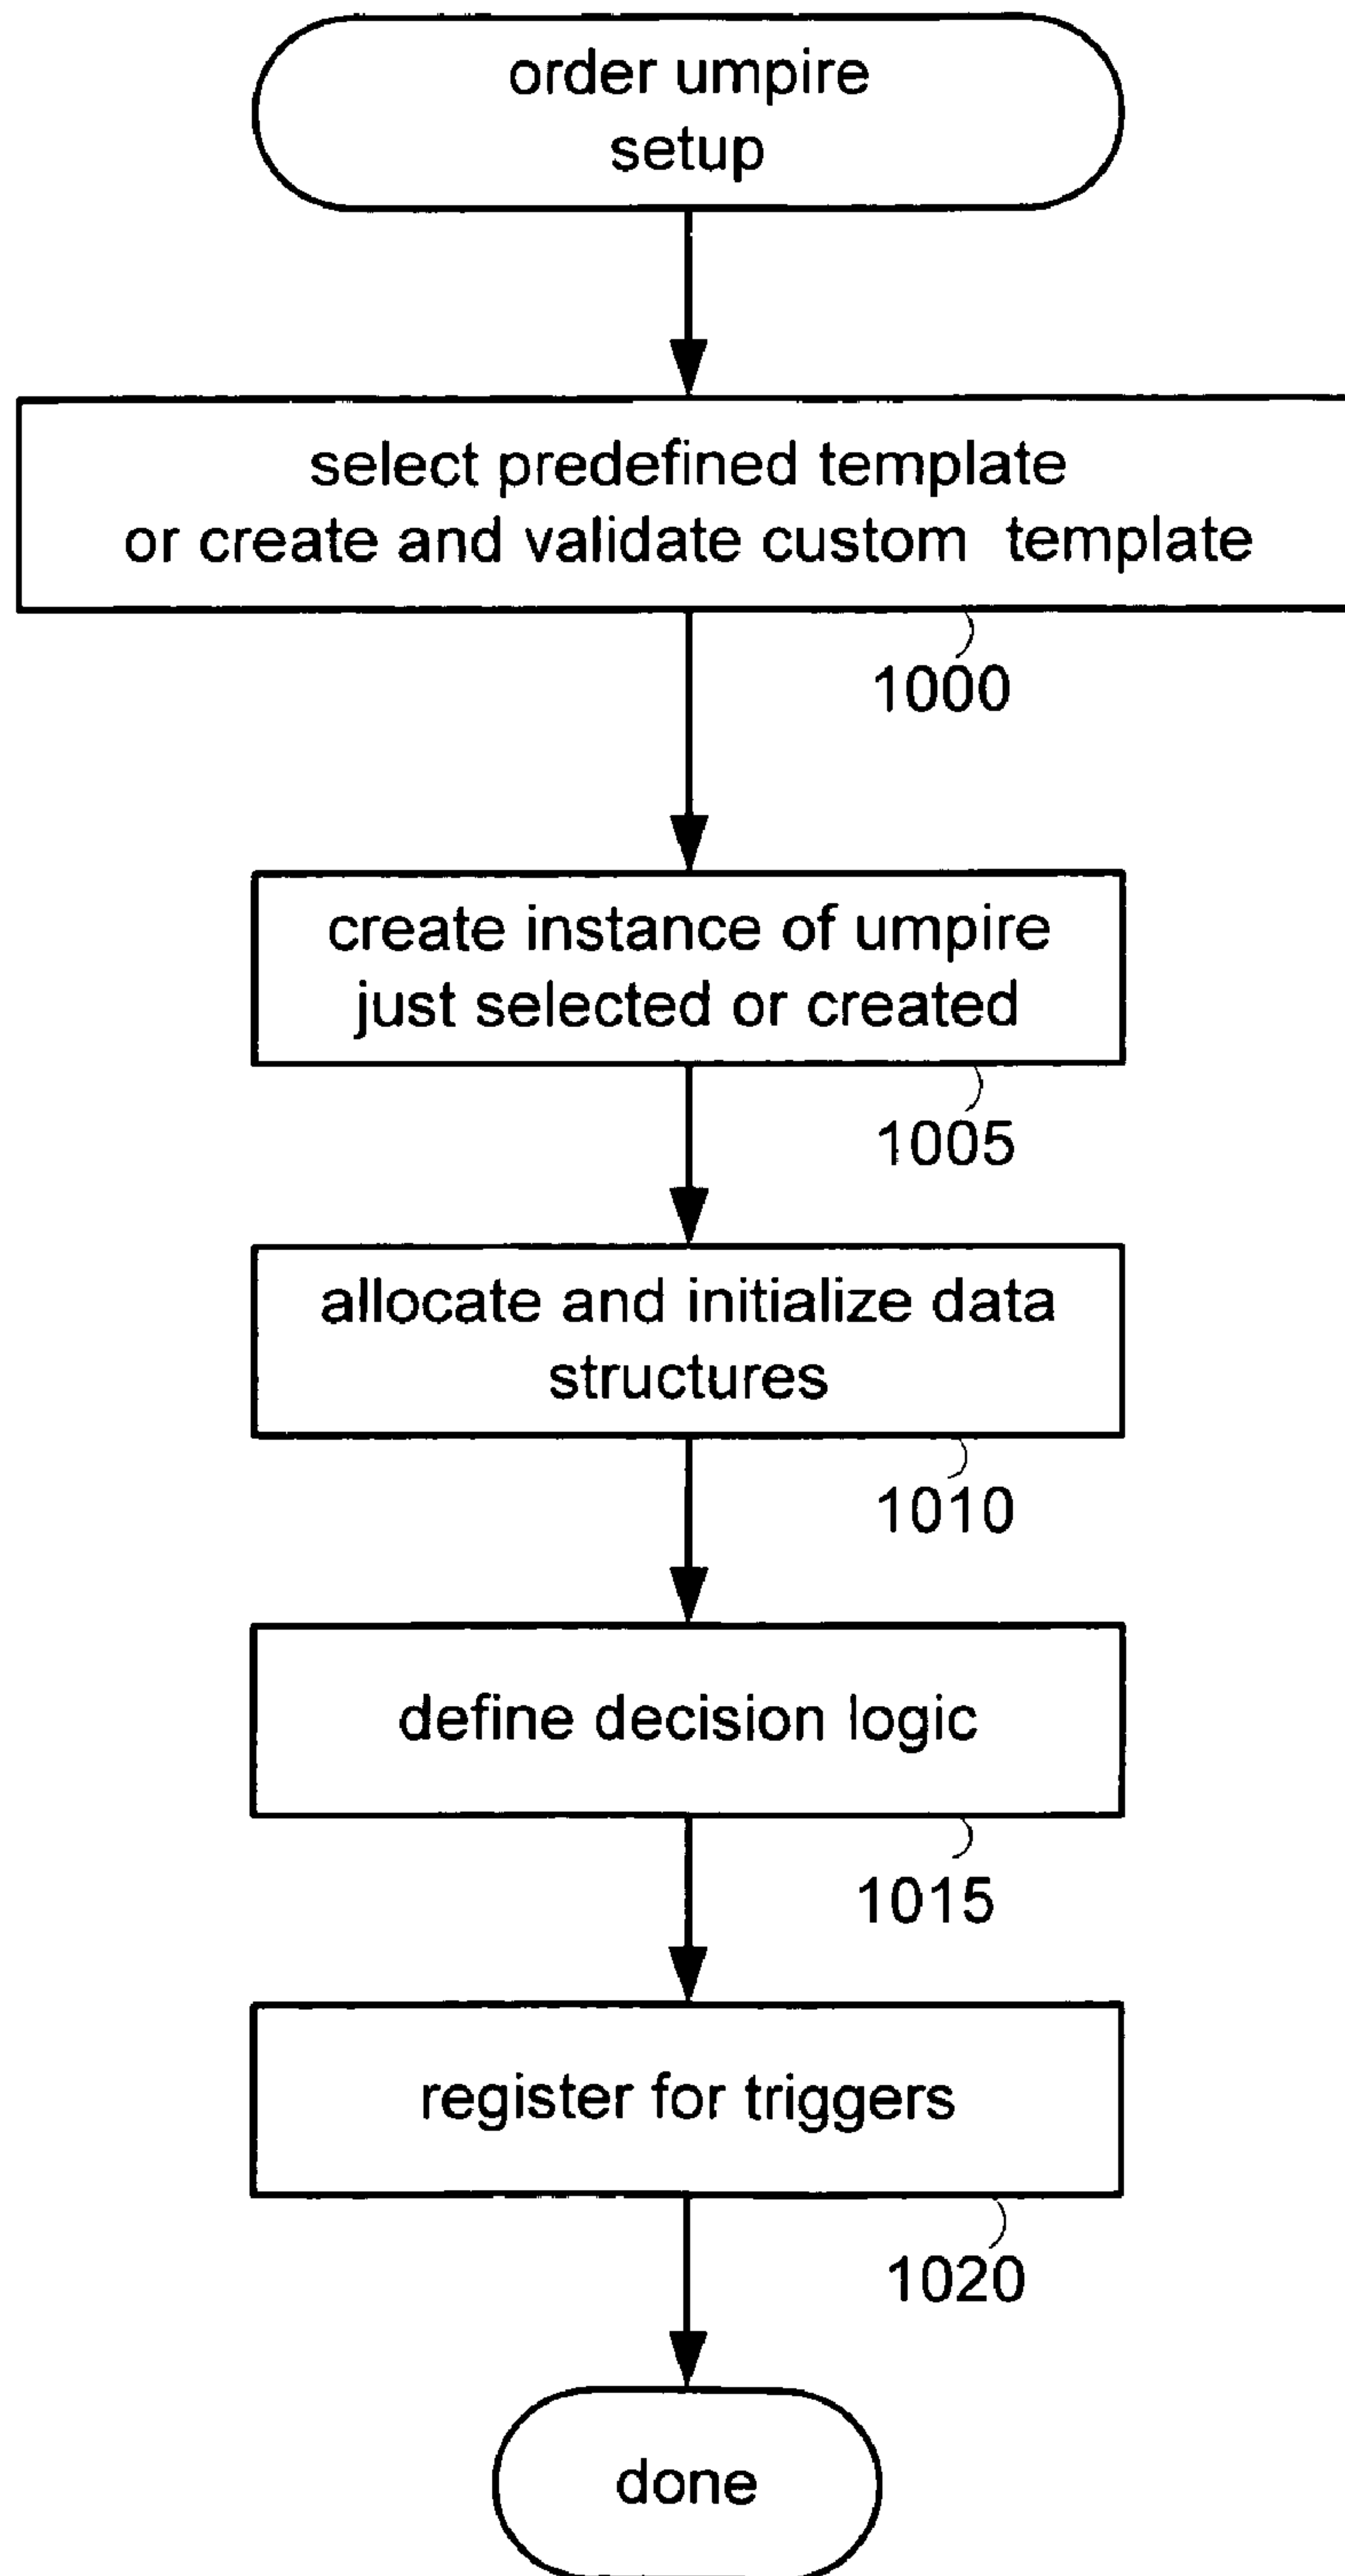 order umpire
setup
select predefined template
or create and validate custom template
1000
create instance of umpire
just selected or created
1005
allocate and initialize data
structures
1010
define decision logic
1015
register for triggers
1020
done